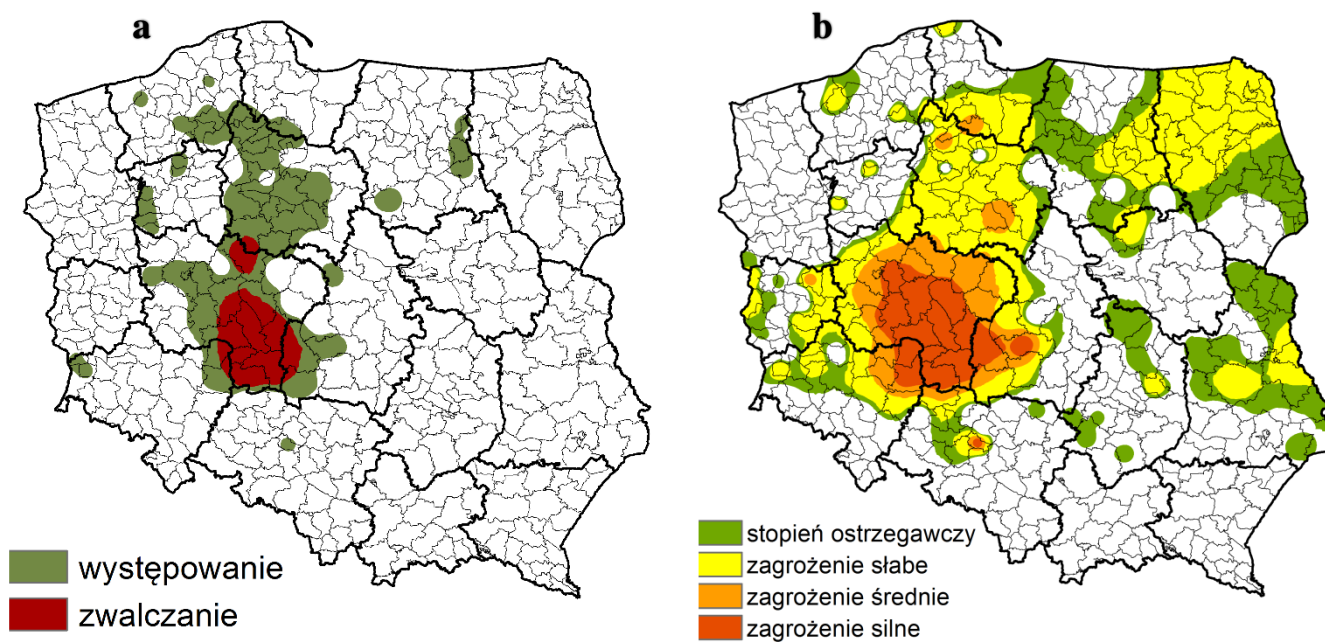 a
b
występowanie
zwalczanie
stopień ostrzegawczy
zagrożenie słabe
zagrożenie średnie
zagrożenie silne